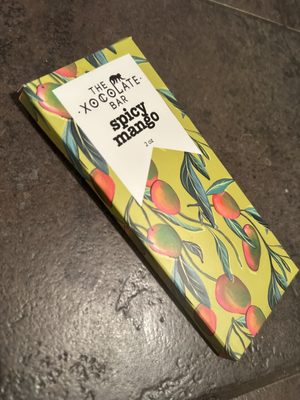 THE
XOCOLATE
BAR
spicy
mango
2 oz